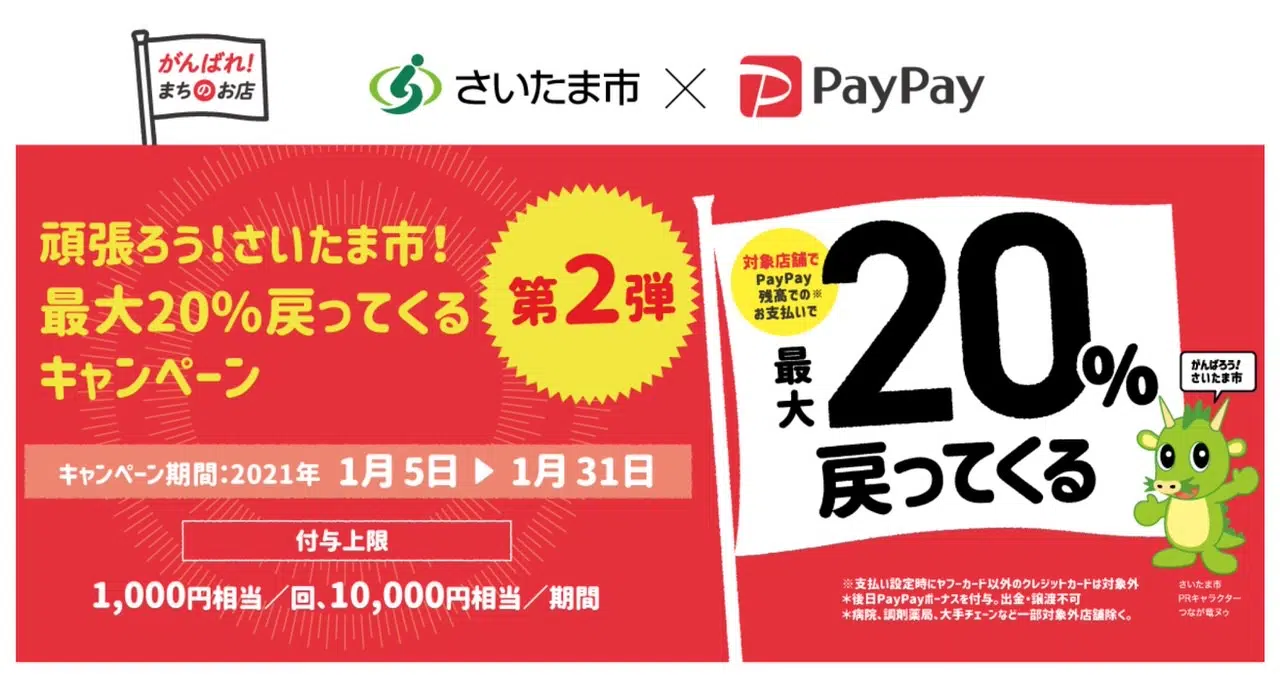 がんばれ!
まちのお店
さいたま市
PayPay
頑張ろう!さいたま市!
最大20%戻ってくる
キャンペーン
第2弾
キャンペーン期間:2021年 1月5日▶1月31日
付与上限
1,000円相当/回、10,000円相当/期間
対象店舗で
PayPay
残高での※
お支払いで
最大
20%
戻ってくる
がんばろう!
さいたま市
※支払い設定時にヤフーカード以外のクレジットカードは対象外
*後日PayPayボーナスを付与。出金・譲渡不可
*病院、調剤薬局、大手チェーンなど一部対象外店舗除く。
さいたま市
PRキャラクター
つなが竜ヌゥ